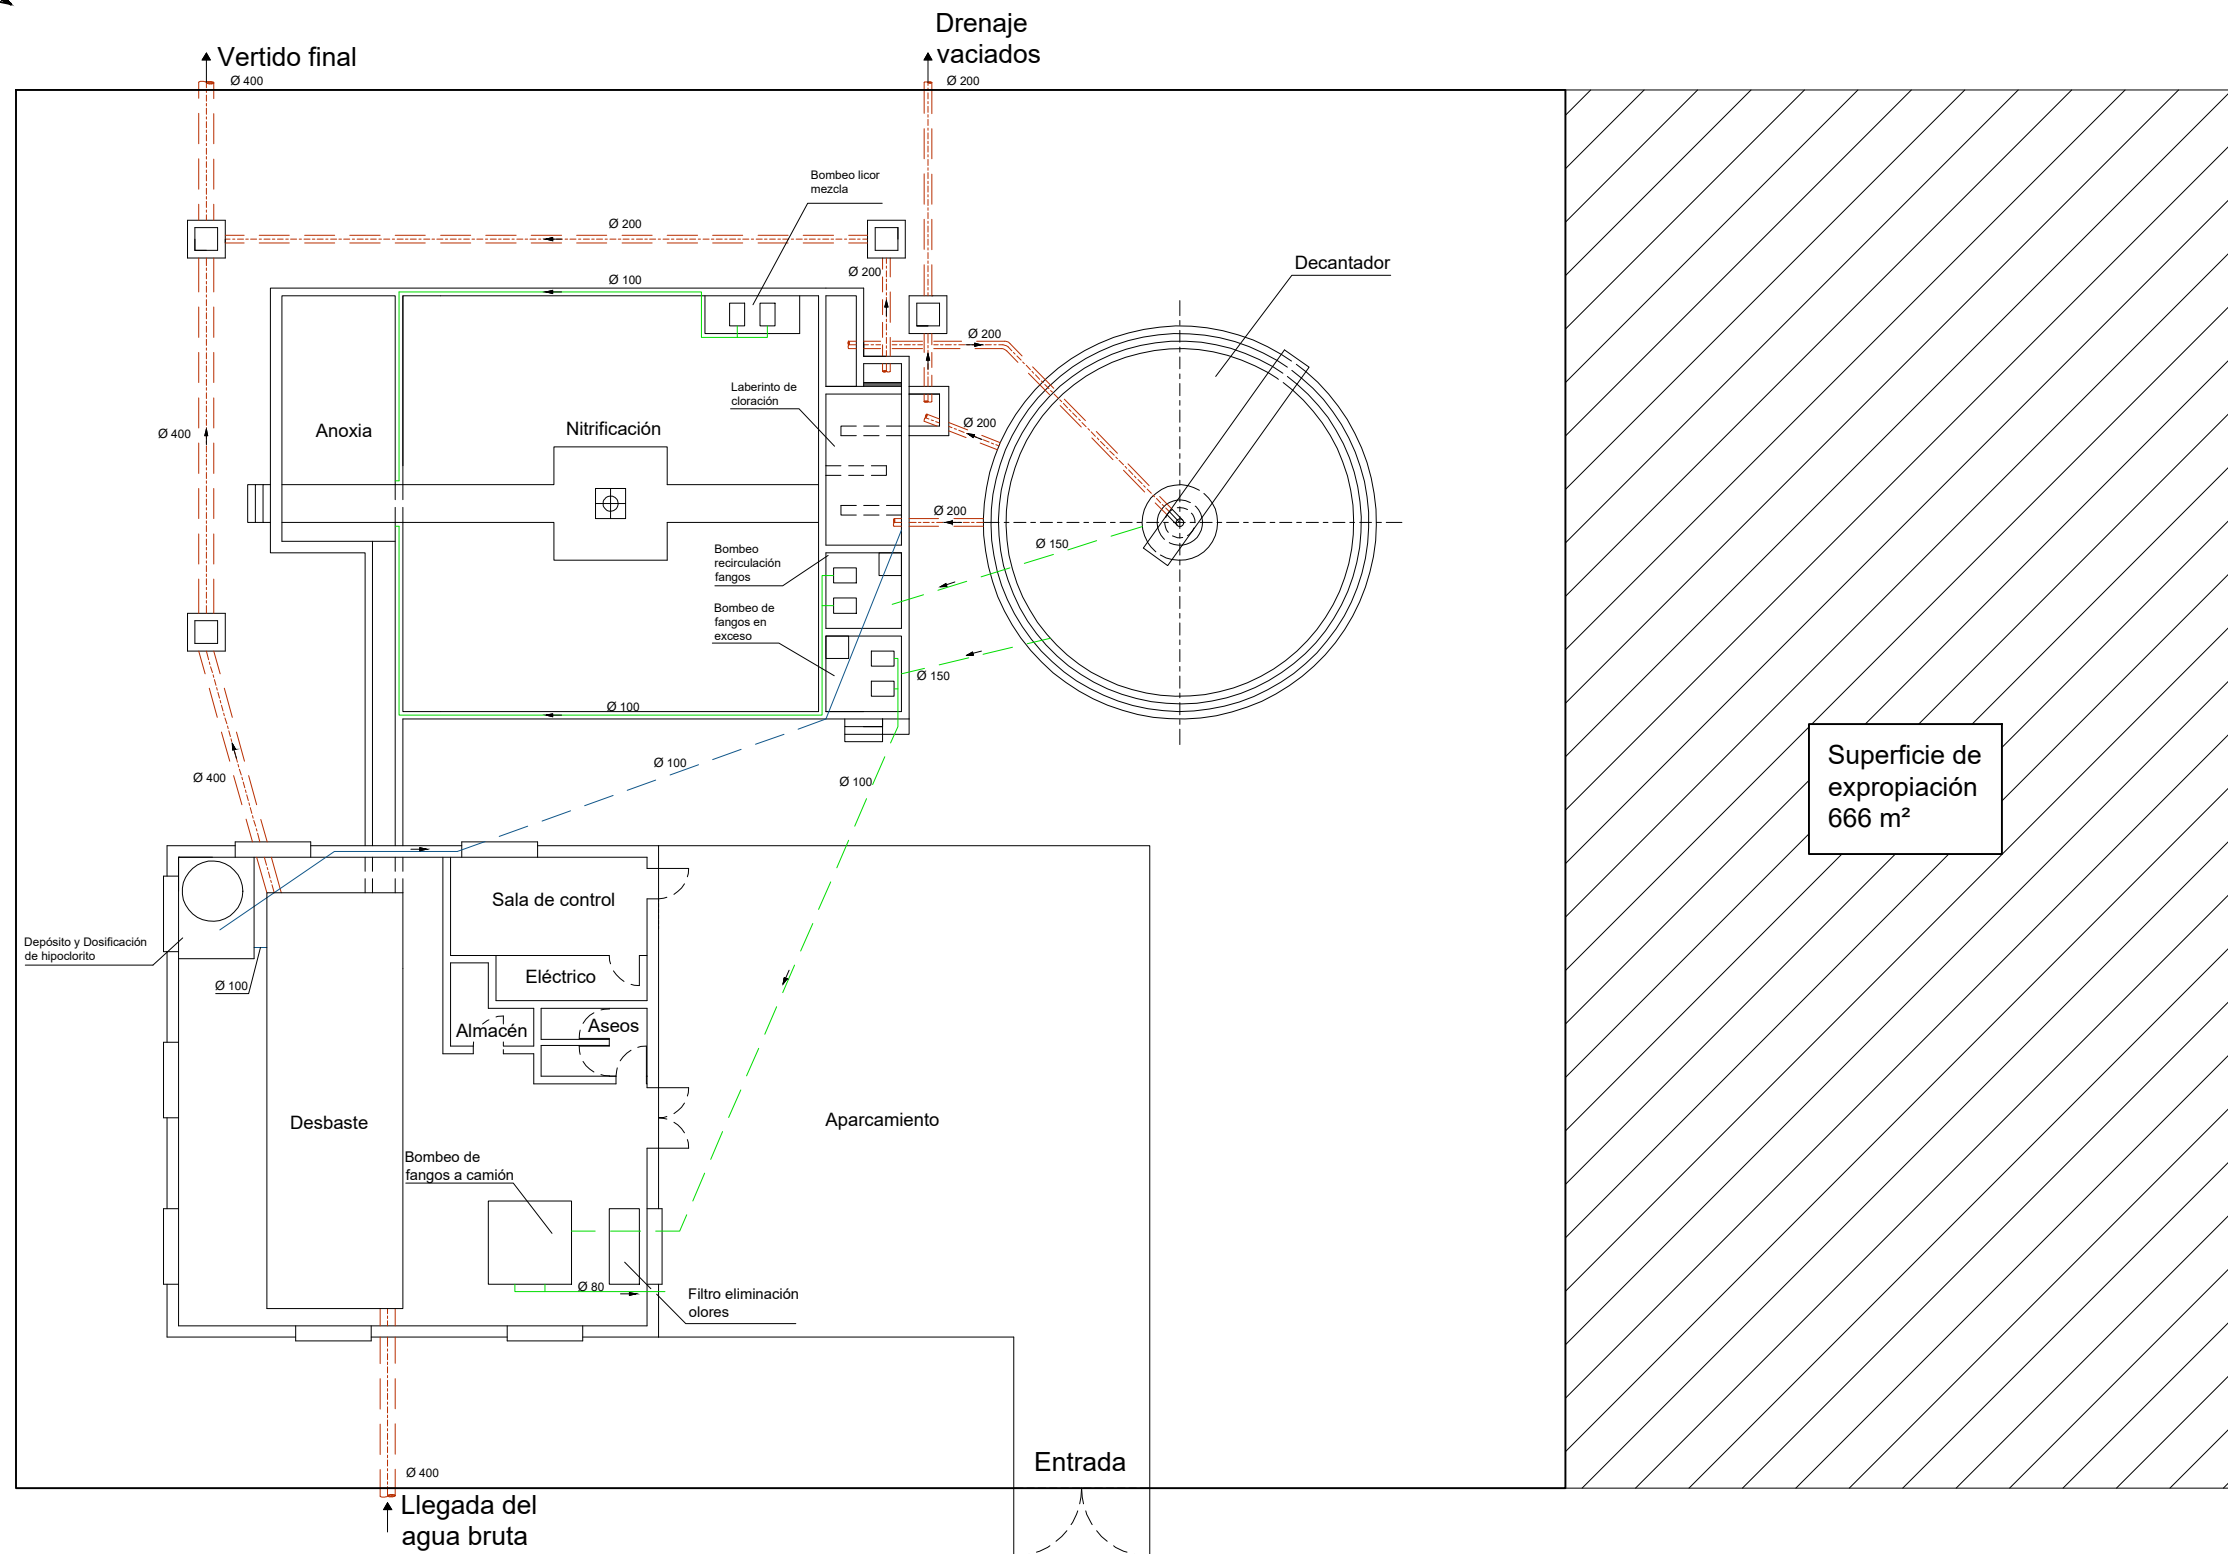 Drenaje
vaciados
Vertido final
Ø 400
Ø 200
Bombeo licor
mezcla
Ø 200
Decantador
Ø 200
Ø 100
Ø 200
Laberinto de
cloración
Ø 200
Anoxia
Nitrificación
Ø 400
Ø 200
Ø 150
Bombeo
recirculación
fangos
Bombeo de
fangos en
exceso
Ø 150
Ø 100
Ø 100
Ø 400
Ø 100
Superficie de
expropiación
666 m²
Sala de control
Depósito y Dosificación
de hipoclorito
Eléctrico
Ø 100
Almacén
Aseos
Desbaste
Aparcamiento
Bombeo de
fangos a camión
Ø 80
Filtro eliminación
olores
Entrada
Ø 400
Llegada del
agua bruta